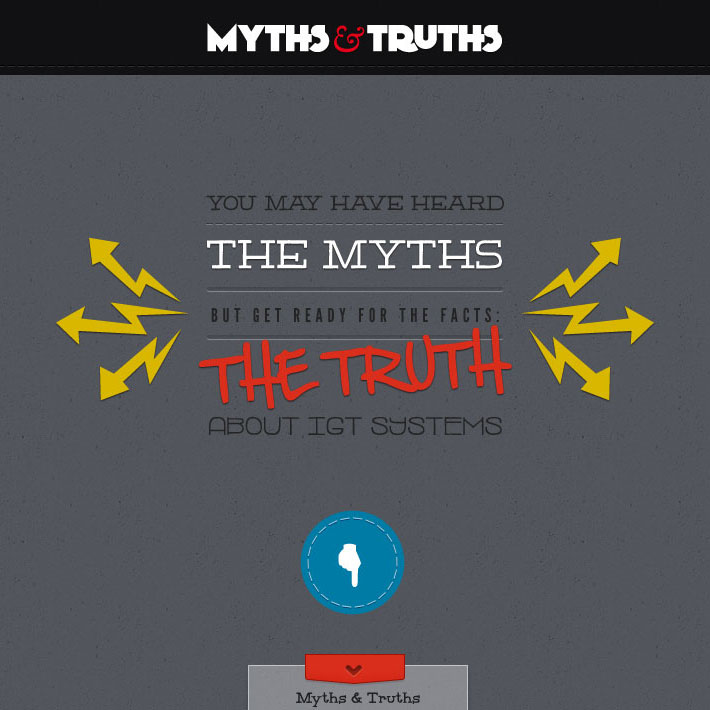 MYTHS & TRUTHS
YOU MAY HAVE HEARD
THE MYTHS
BUT GET READY FOR THE FACTS:
THE TRUTH
ABOUT IGT SYSTEMS
Myths & Truths